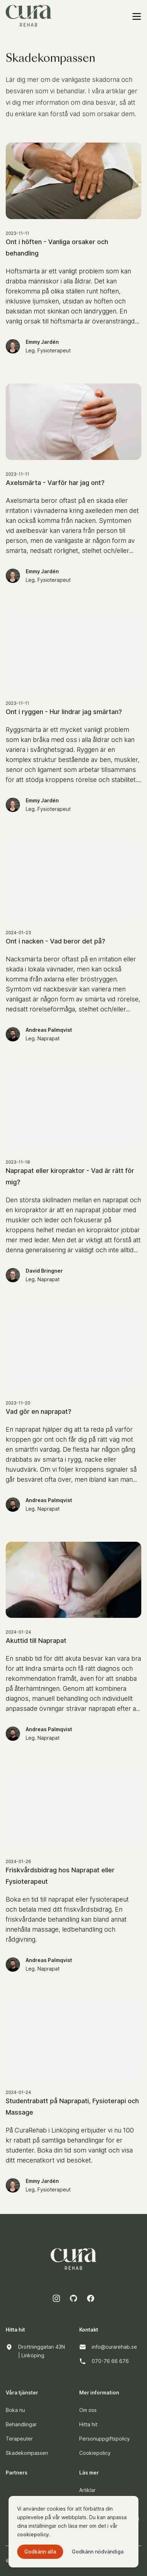 cura
REHAB
Skadekompassen
Lär dig mer om de vanligaste skadorna och
besvären som vi behandlar. I våra artiklar ger
vi dig mer information om dina besvär, så att
du enklare kan förstå vad som orsakar dem.
2023-11-11
Ont i höften - Vanliga orsaker och
behandling
Höftsmärta är ett vanligt problem som kan
drabba människor i alla åldrar. Det kan
förekomma på olika ställen runt höften,
inklusive ljumsken, utsidan av höften och
baksidan mot skinkan och ländryggen. En
vanlig orsak till höftsmärta är överansträngd...
Emmy Jardén
Leg. Fysioterapeut
2023-11-11
Axelsmärta - Varför har jag ont?
Axelsmärta beror oftast på en skada eller
irritation i vävnaderna kring axelleden men det
kan också komma från nacken. Symtomen
vid axelbesvär kan variera från person till
person, men de vanligaste är någon form av
smärta, nedsatt rörlighet, stelhet och/eller...
Emmy Jardén
Leg. Fysioterapeut
2023-11-11
Ont i ryggen - Hur lindrar jag smärtan?
Ryggsmärta är ett mycket vanligt problem
som kan bråka med oss i alla åldrar och kan
variera i svårighetsgrad. Ryggen är en
komplex struktur bestående av ben, muskler,
senor och ligament som arbetar tillsammans
för att stödja kroppens rörelse och stabilitet....
Emmy Jardén
Leg. Fysioterapeut
2024-01-23
Ont i nacken - Vad beror det på?
Nacksmärta beror oftast på en irritation eller
skada i lokala vävnader, men kan också
komma ifrån axlarna eller bröstryggen.
Symtom vid nackbesvär kan variera men
vanligast är någon form av smärta vid rörelse,
nedsatt rörelseförmåga, stelhet och/eller...
Andreas Palmqvist
Leg. Naprapat
2023-11-18
Naprapat eller kiropraktor - Vad är rätt för
mig?
Den största skillnaden mellan en naprapat och
en kiropraktor är att en naprapat jobbar med
muskler och leder och fokuserar på
kroppens helhet medan en kiropraktor jobbar
mer med leder. Men det är viktigt att förstå att
denna generalisering är väldigt och inte alltid...
David Bringner
Leg. Naprapat
2023-11-20
Vad gör en naprapat?
En naprapat hjälper dig att ta reda på varför
kroppen gör ont och får dig på rätt väg mot
en smärtfri vardag. De flesta har någon gång
drabbats av smärta i rygg, nacke eller
huvudvärk. Om vi följer kroppens signaler så
går besväret ofta över, men ibland kan man...
Andreas Palmqvist
Leg. Naprapat
2024-01-24
Akuttid till Naprapat
En snabb tid för ditt akuta besvär kan vara bra
för att lindra smärtan och få rätt diagnos och
rekommendation framåt, även för att snabba
på återhämtningen. Genom att kombinera
diagnos, manuell behandling och individuellt
anpassade övningar strävar naprapat efter a...
Andreas Palmqvist
Leg. Naprapat
2024-01-26
Friskvårdsbidrag hos Naprapat eller
Fysioterapeut
Boka en tid till naprapat eller fysioterapeut
och betala med ditt friskvårdsbidrag. En
friskvårdande behandling kan bland annat
innehålla massage, ledbehandling och
rådgivning.
Andreas Palmqvist
Leg. Naprapat
2024-01-24
Studentrabatt på Naprapati, Fysioterapi och
Massage
På CuraRehab i Linköping erbjuder vi nu 100
kr rabatt på samtliga behandlingar för er
studenter. Boka din tid som vanligt och visa
ditt mecenatkort vid besöket.
Emmy Jardén
Leg. Fysioterapeut
cura
REHAB
Hitta hit
Kontakt
Drottninggatan 43N
| Linköping
info@curarehab.se
070-76 66 676
Våra tjänster
Mer information
Boka nu
Om oss
Behandlingar
Hitta hit
Terapeuter
Personuppgiftspolicy
Skadekompassen
Cookiepolicy
Partners
Läs mer
Artiklar
Vi använder cookies för att förbättra din
upplevelse på vår webbplats. Du kan anpassa
dina inställningar och läsa mer om det i vår
cookiepolicy.
Godkänn alla
Godkänn nödvändiga